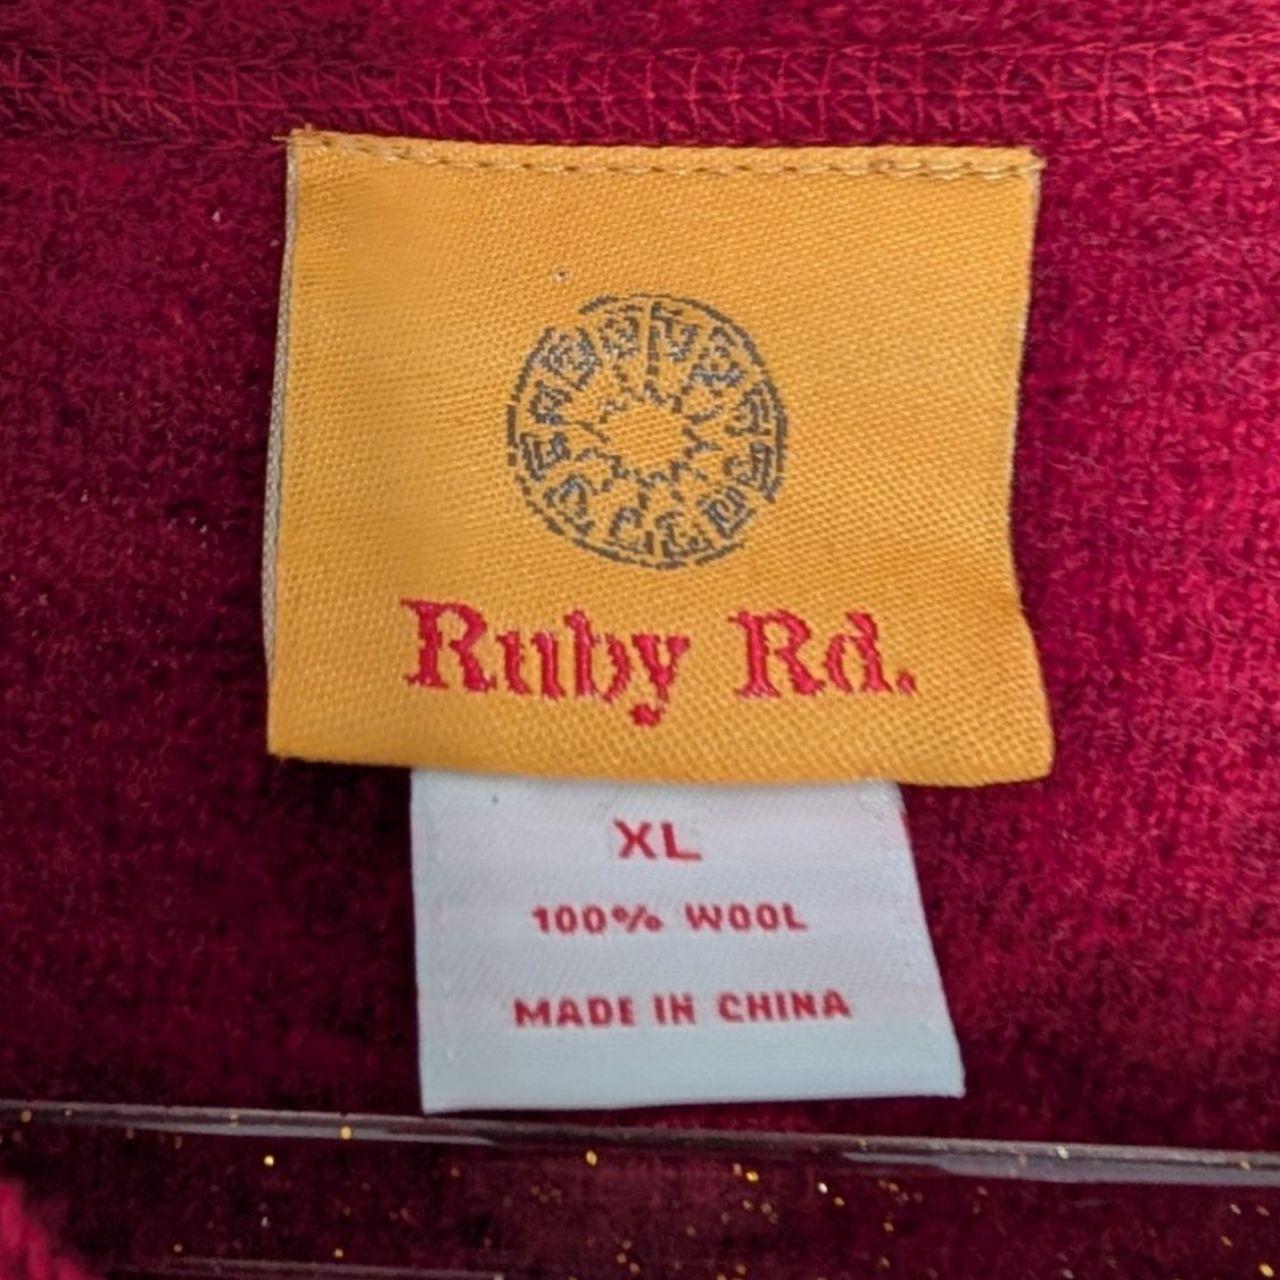 Ruby Rd.
XL
100% WOOL
MADE IN CHINA